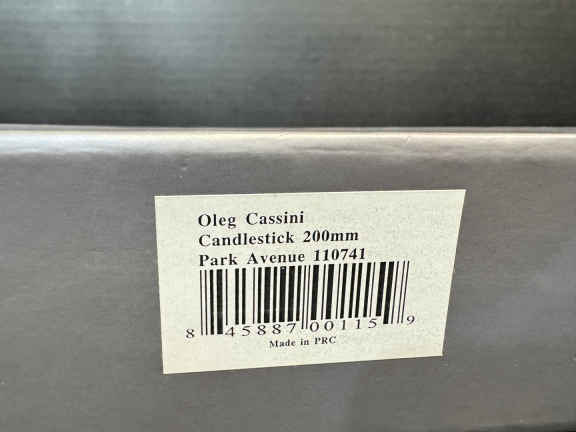 Oleg Cassini
Candlestick 200mm
Park Avenue 110741
8 45887 00115 9
Made in PRC